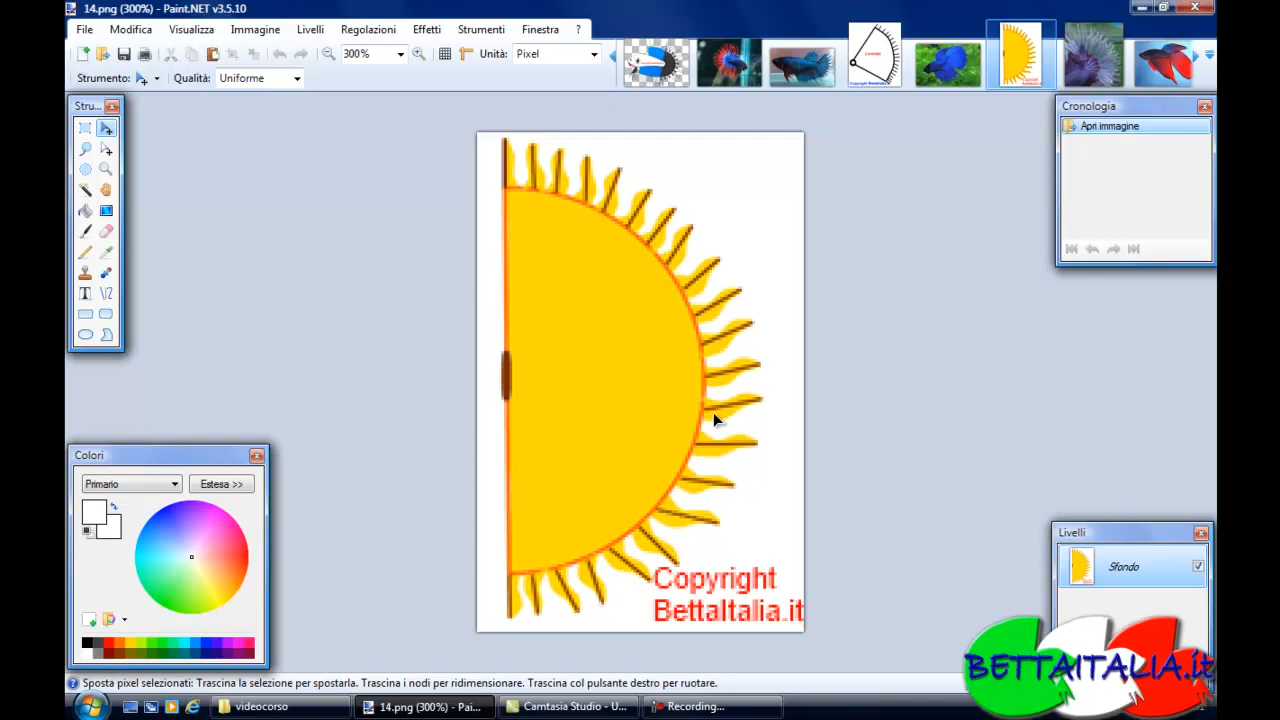 14.png (300%) - Paint.NET v3.5.10
File Modifica Visualizza Immagine Livelli Regolazioni Effetti Strumenti Finestra ?
300% Unità: Pixel
Strumento: Qualità: Uniforme
Stru...
Cronologia
Apri immagine
Copyright
BettaItalia.it
Colori
Primario
Estesa >>
Livelli
Sfondo
BETTAITALIA.it
Sposta pixel selezionati: Trascina la selezione per spostarla. Trascina i nodi per ridimensionare. Trascina col pulsante destro per ruotare.
videocorso
14.png (300%) - Pai...
Camtasia Studio - U...
Recording...